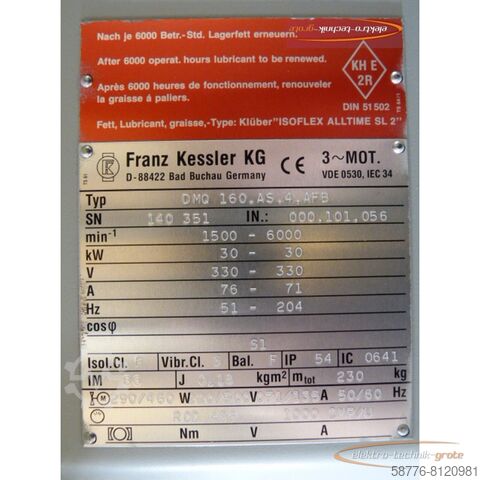 Nach je 6000 Betr.-Std. Lagerfett erneuern.
After 6000 operat. hours lubricant to be renewed.
Après 6000 heures de fonctionnement, renouveler
la graisse á paliers.
KH E
2R
DIN 51 502
Fett, Lubricant, graisse,-Type: Klüber"ISOFLEX ALLTIME SL 2"
Franz Kessler KG
D-88422 Bad Buchau Germany
CE 3~MOT.
VDE 0530, IEC 34
Typ DMQ 160.AS.4.AFB
SN 140 351 IN.: 000.101.056
min-1 1500 - 6000
kW 30 - 30
V 330 - 330
A 76 - 71
Hz 51 - 204
cosφ
S1
Isol.Cl. F Vibr.Cl. S Bal. F IP 54 IC 0641
IM J kgm² mtot 230 kg
M 290/460 W V A 50/60 Hz
Nm V A
elektro-technik-grote
58776-8120981